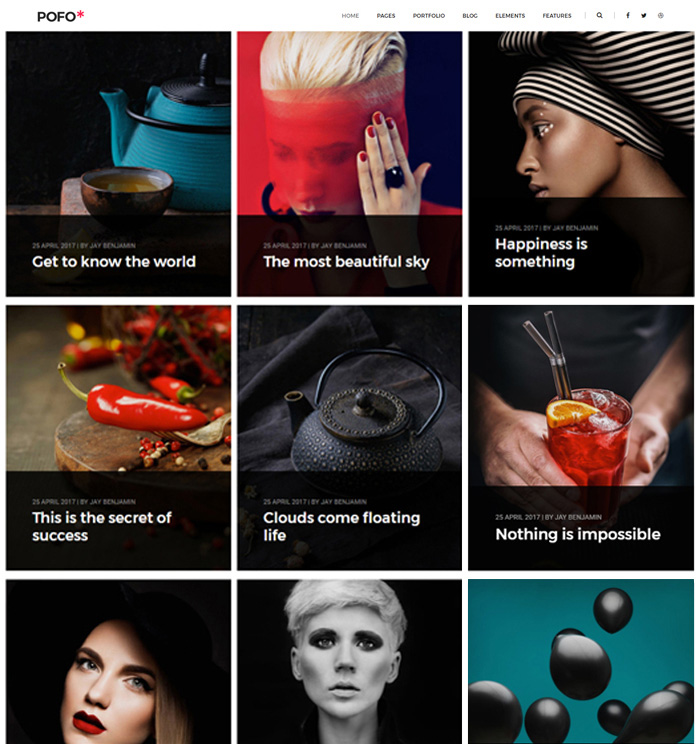 POFO*
HOME PAGES PORTFOLIO BLOG ELEMENTS FEATURES
25 APRIL 2017 | BY JAY BENJAMIN
Get to know the world
25 APRIL 2017 | BY JAY BENJAMIN
The most beautiful sky
25 APRIL 2017 | BY JAY BENJAMIN
Happiness is
something
25 APRIL 2017 | BY JAY BENJAMIN
This is the secret of
success
25 APRIL 2017 | BY JAY BENJAMIN
Clouds come floating
life
25 APRIL 2017 | BY JAY BENJAMIN
Nothing is impossible